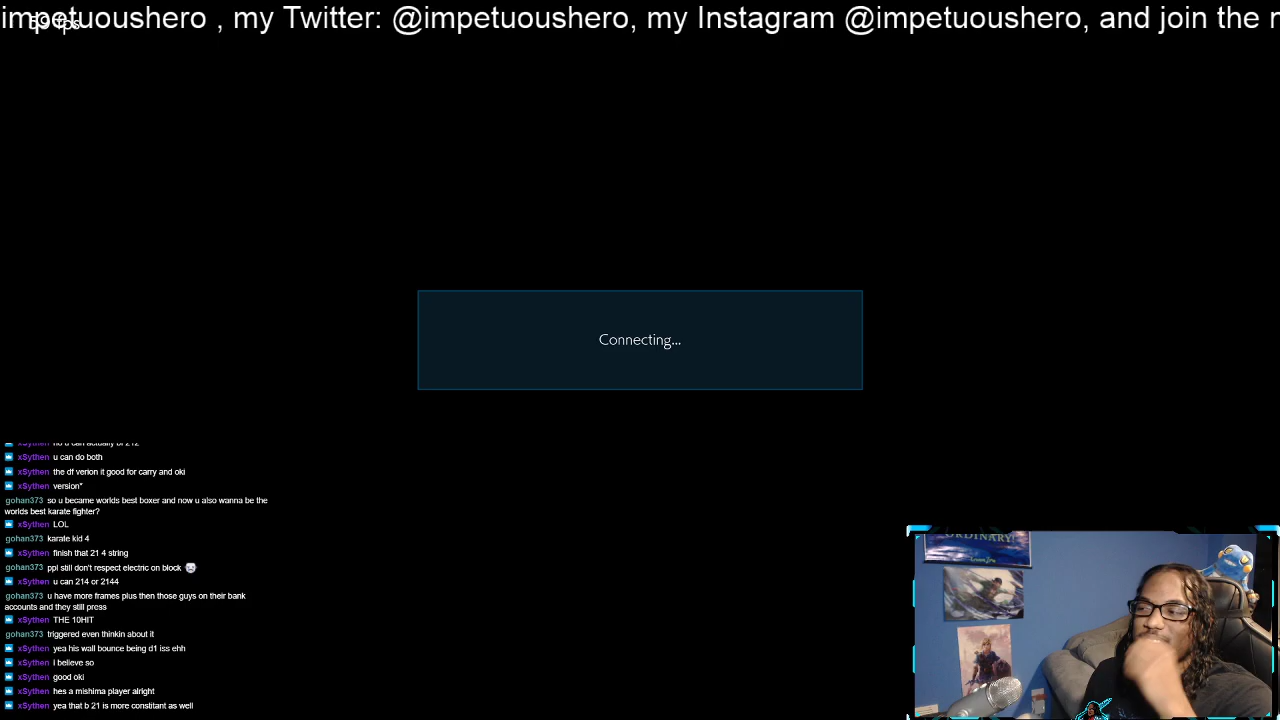 impetuoushero , my Twitter: @impetuoushero, my Instagram @impetuoushero, and join the
59 fps
Connecting...
xSythen u can do both
xSythen the df verion it good for carry and oki
xSythen version*
gohan373 so u became worlds best boxer and now u also wanna be the
worlds best karate fighter?
xSythen LOL
gohan373 karate kid 4
xSythen finish that 21 4 string
gohan373 ppl still don't respect electric on block
xSythen u can 214 or 2144
gohan373 u have more frames plus then those guys on their bank
accounts and they still press
xSythen THE 10HIT
gohan373 triggered even thinkin about it
xSythen yea his wall bounce being d1 iss ehh
xSythen i believe so
xSythen good oki
xSythen hes a mishima player alright
xSythen yea that b 21 is more constitant as well
ORDINARY!